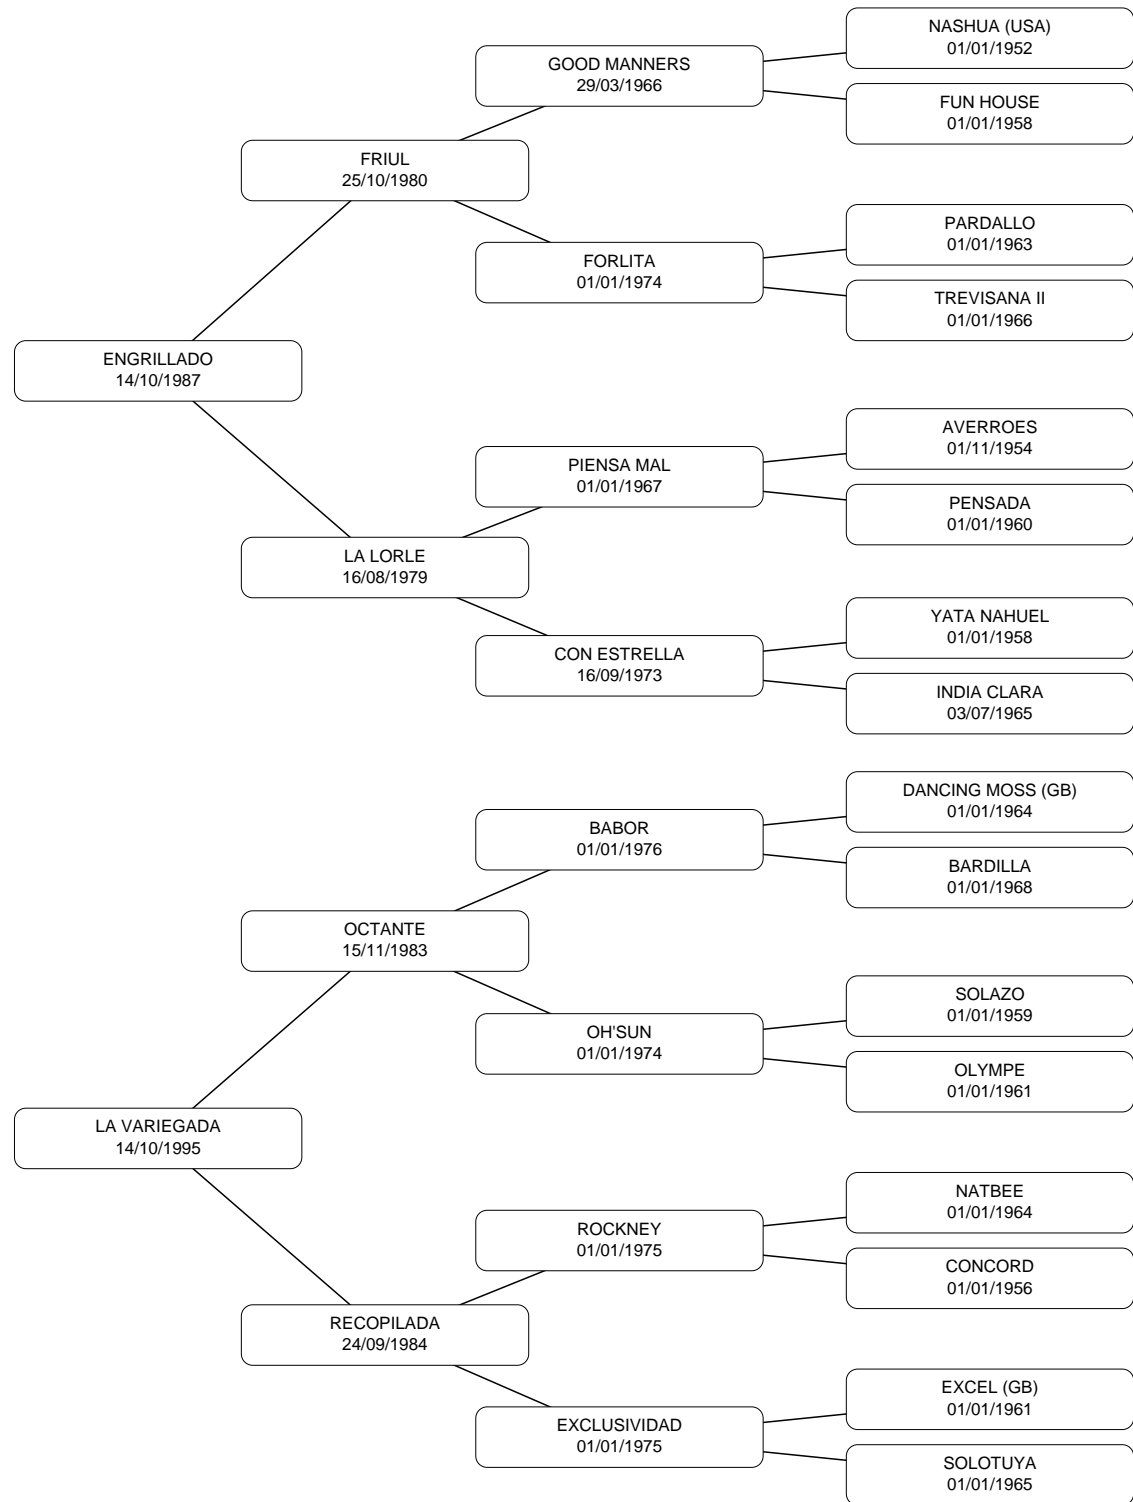 NASHUA (USA)
01/01/1952
GOOD MANNERS
29/03/1966
FUN HOUSE
01/01/1958
FRIUL
25/10/1980
PARDALLO
01/01/1963
FORLITA
01/01/1974
TREVISANA II
01/01/1966
ENGRILLADO
14/10/1987
AVERROES
01/11/1954
PIENSA MAL
01/01/1967
PENSADA
01/01/1960
LA LORLE
16/08/1979
YATA NAHUEL
01/01/1958
CON ESTRELLA
16/09/1973
INDIA CLARA
03/07/1965
DANCING MOSS (GB)
01/01/1964
BABOR
01/01/1976
BARDILLA
01/01/1968
OCTANTE
15/11/1983
SOLAZO
01/01/1959
OH'SUN
01/01/1974
OLYMPE
01/01/1961
LA VARIEGADA
14/10/1995
NATBEE
01/01/1964
ROCKNEY
01/01/1975
CONCORD
01/01/1956
RECOPILADA
24/09/1984
EXCEL (GB)
01/01/1961
EXCLUSIVIDAD
01/01/1975
SOLOTUYA
01/01/1965